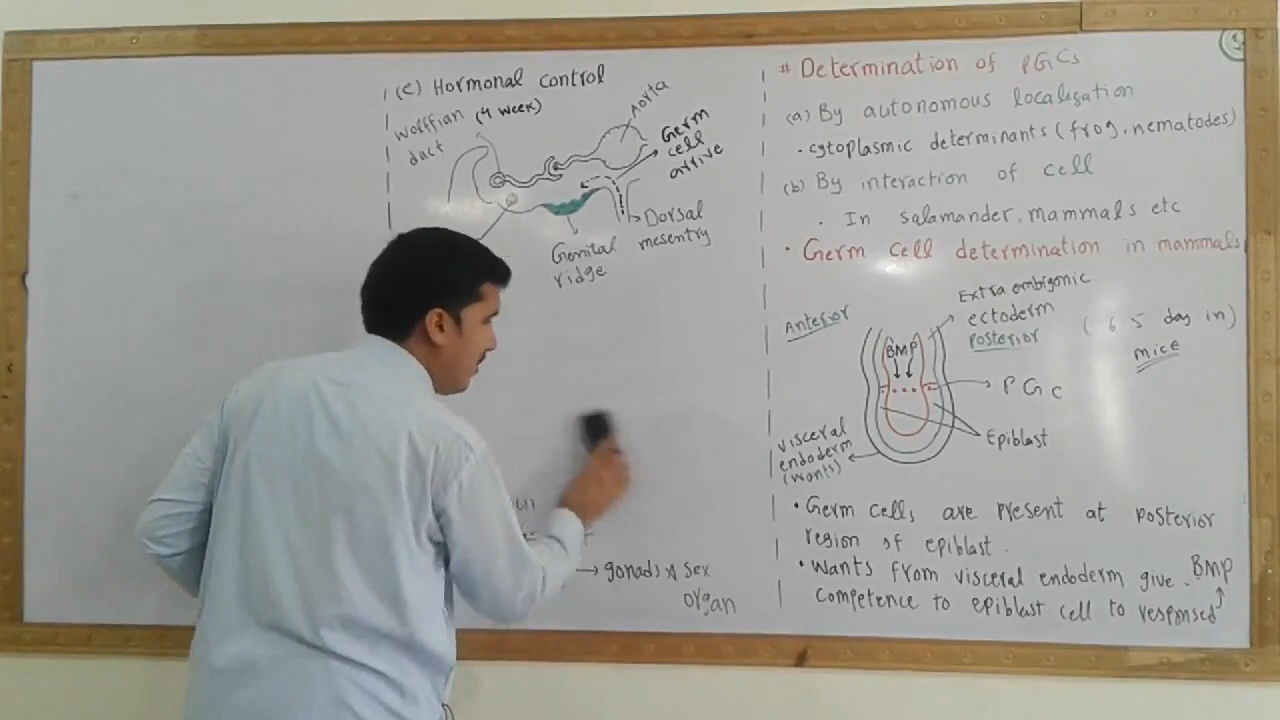 (c) Hormonal control
Wolffian (4 week)
duct
Aorta
Germ
cell
arrive
Dorsal
mesentry
Genital
ridge
→ gonads & sex
organ
# Determination of PGCs
(a) By autonomous localization
• cytoplasmic determinants (frog, nematodes)
(b) By interaction of cell
• In salamander, mammals etc
• Germ cell determination in mammals
Anterior
Extra embryonic
ectoderm
Posterior
(6.5 day in)
mice
BMP
PGC
Epiblast
visceral
endoderm
(wnts)
• Germ cells are present at posterior
region of epiblast.
• Wants from visceral endoderm give
competence to epiblast cell to responsed
BMP